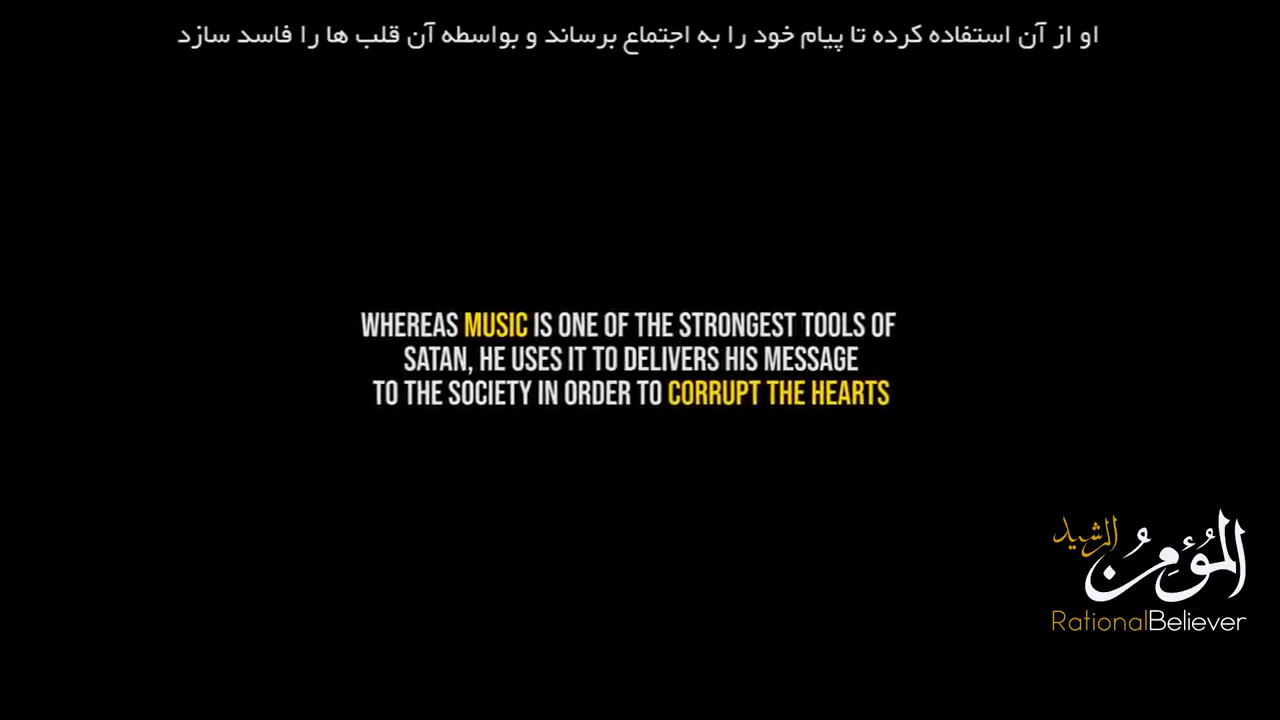 او از آن استفاده کرده تا پیام خود را به اجتماع برساند و بواسطه آن قلب ها را فاسد سازد
WHEREAS MUSIC IS ONE OF THE STRONGEST TOOLS OF
SATAN, HE USES IT TO DELIVERS HIS MESSAGE
TO THE SOCIETY IN ORDER TO CORRUPT THE HEARTS
المُؤمِنُ الرشيد
RationalBeliever